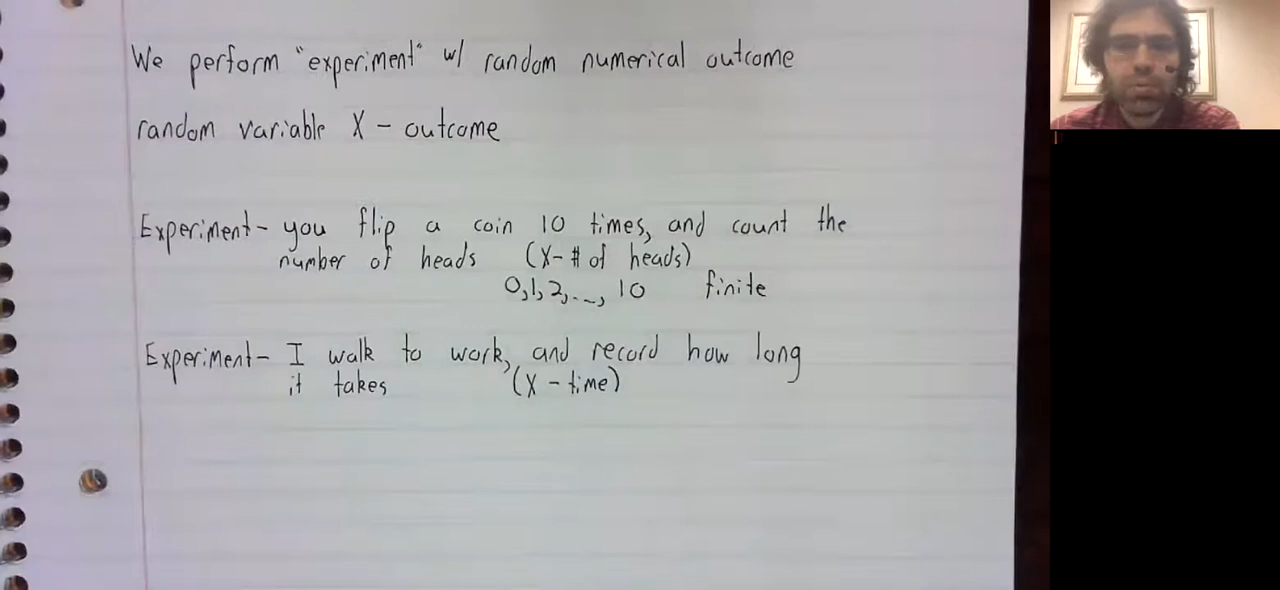 We perform "experiment" w/ random numerical outcome
random variable X - outcome
Experiment - you flip a coin 10 times, and count the
number of heads (X - # of heads)
0, 1, 2, ..., 10 finite
Experiment - I walk to work, and record how long
it takes (X - time)